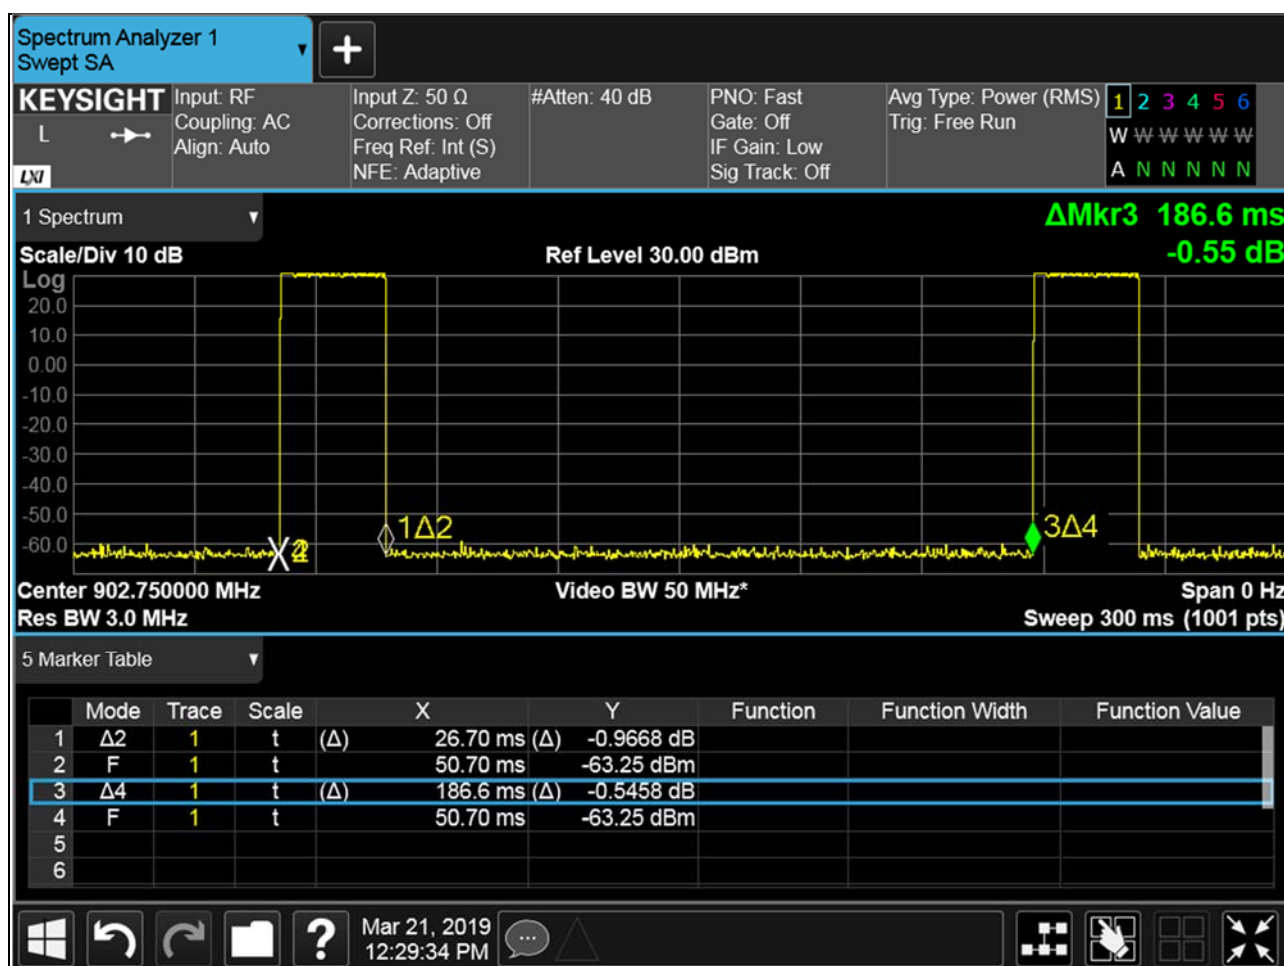 Spectrum Analyzer 1
Swept SA
KEYSIGHT
L
LXI
Input: RF
Coupling: AC
Align: Auto
Input Z: 50 Ω
Corrections: Off
Freq Ref: Int (S)
NFE: Adaptive
#Atten: 40 dB
PNO: Fast
Gate: Off
IF Gain: Low
Sig Track: Off
Avg Type: Power (RMS)
Trig: Free Run
1 2 3 4 5 6
W W W W W W
A N N N N N
1 Spectrum
ΔMkr3 186.6 ms
-0.55 dB
Scale/Div 10 dB
Ref Level 30.00 dBm
Log
20.0
10.0
0.00
-10.0
-20.0
-30.0
-40.0
-50.0
-60.0
1Δ2
3Δ4
Center 902.750000 MHz
Video BW 50 MHz*
Span 0 Hz
Res BW 3.0 MHz
Sweep 300 ms (1001 pts)
5 Marker Table
Mode Trace Scale X Y Function Function Width Function Value
1 Δ2 1 t (Δ) 26.70 ms (Δ) -0.9668 dB
2 F 1 t 50.70 ms -63.25 dBm
3 Δ4 1 t (Δ) 186.6 ms (Δ) -0.5458 dB
4 F 1 t 50.70 ms -63.25 dBm
5
6
?
Mar 21, 2019
12:29:34 PM